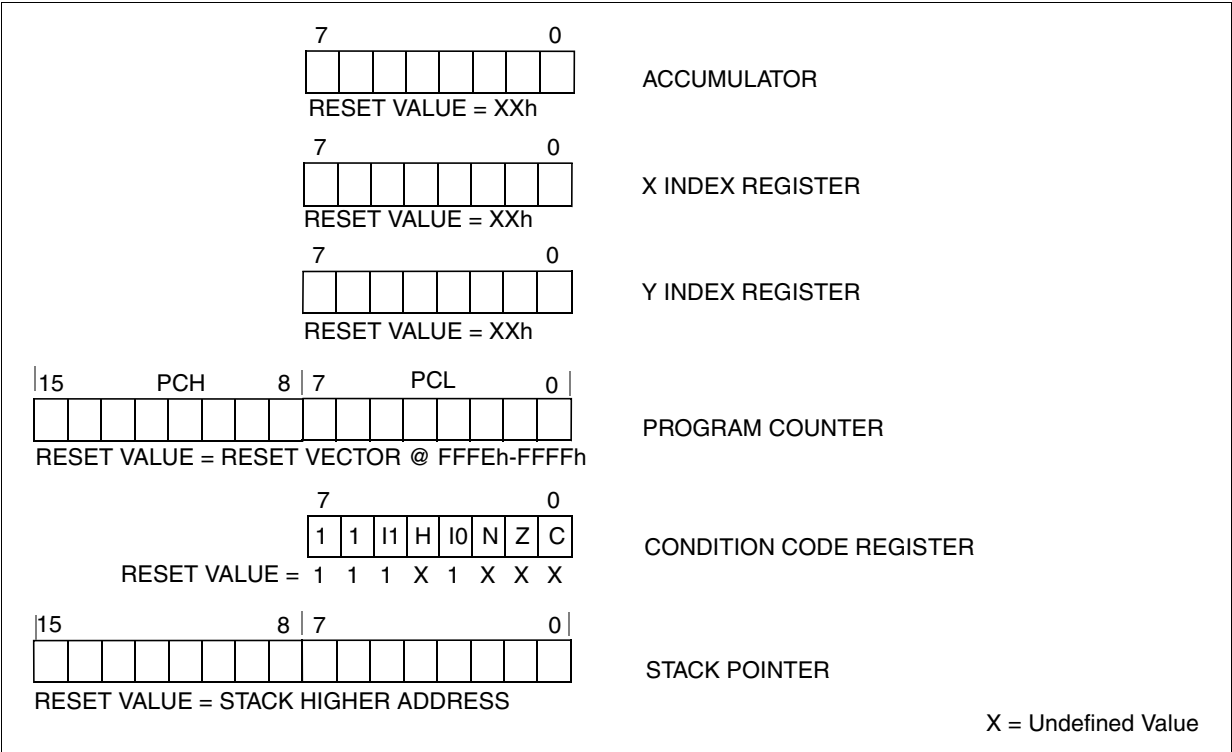 7 0
ACCUMULATOR
RESET VALUE = XXh
7 0
X INDEX REGISTER
RESET VALUE = XXh
7 0
Y INDEX REGISTER
RESET VALUE = XXh
15 PCH 8 7 PCL 0
PROGRAM COUNTER
RESET VALUE = RESET VECTOR @ FFFEh-FFFFh
7 0
1 1 I1 H I0 N Z C
CONDITION CODE REGISTER
RESET VALUE = 1 1 1 X 1 X X X
15 8 7 0
STACK POINTER
RESET VALUE = STACK HIGHER ADDRESS
X = Undefined Value